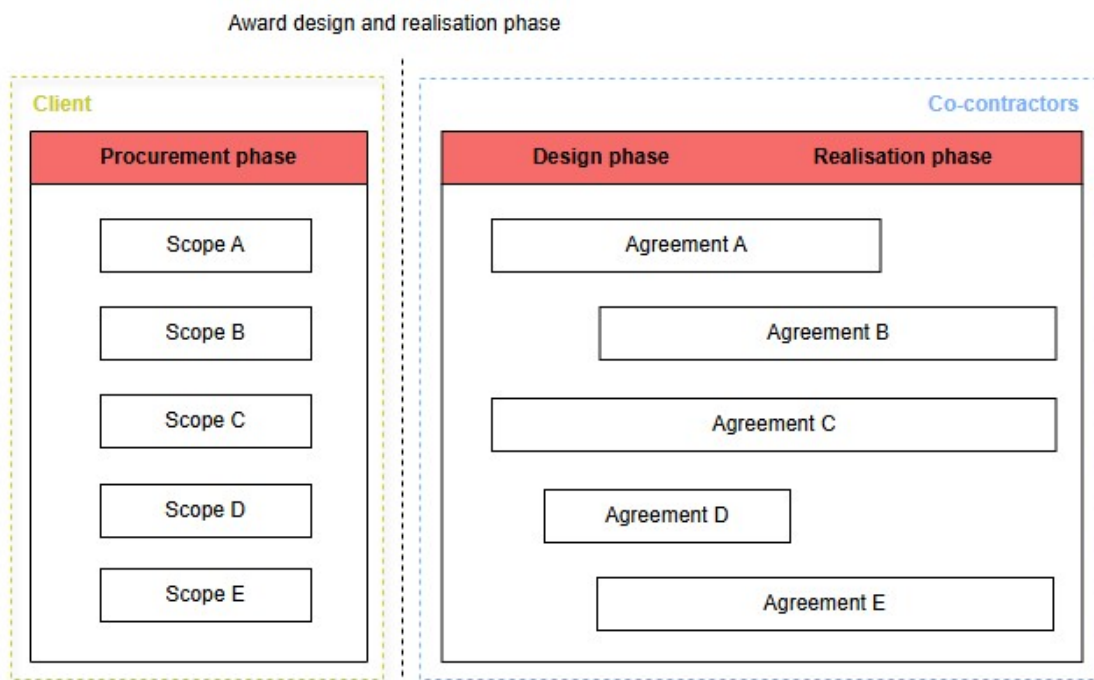 Award design and realisation phase
Client
Procurement phase
Scope A
Scope B
Scope C
Scope D
Scope E
Co-contractors
Design phase Realisation phase
Agreement A
Agreement B
Agreement C
Agreement D
Agreement E